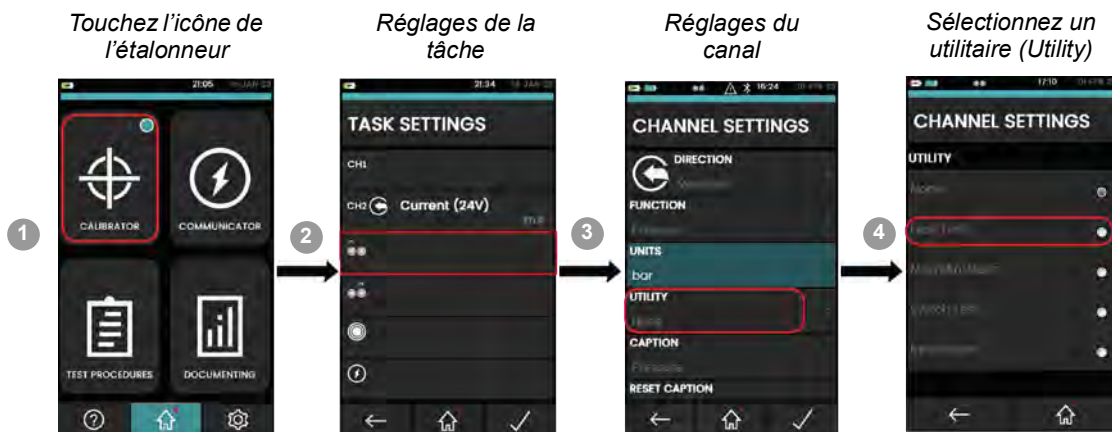 Touchez l’icône de
l’étalonneur
Réglages de la
tâche
Réglages du
canal
Sélectionnez un
utilitaire (Utility)
1
21:05
CALIBRATOR
COMMUNICATOR
TEST PROCEDURES
DOCUMENTING
2
21:34
TASK SETTINGS
CH1
CH2 Current (24V)
3
16:24
CHANNEL SETTINGS
DIRECTION
FUNCTION
UNITS
bar
UTILITY
CAPTION
RESET CAPTION
4
17:10
CHANNEL SETTINGS
UTILITY